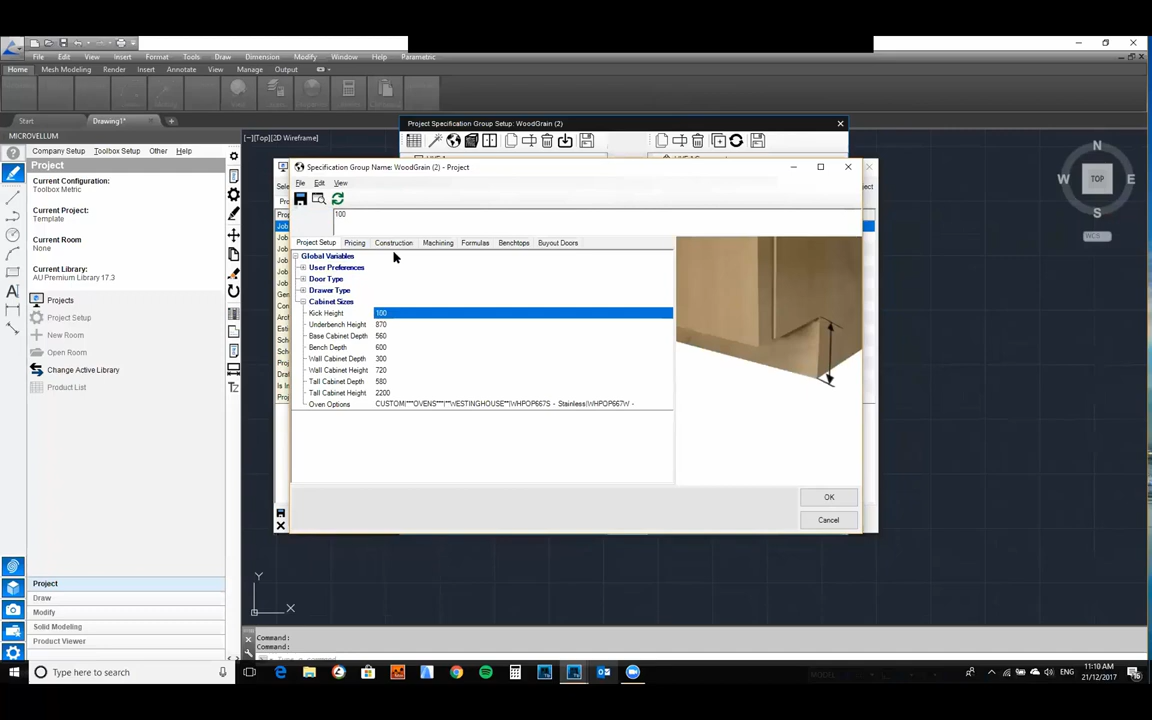 File Edit View Insert Format Tools Draw Dimension Modify Window Help Parametric
Home Mesh Modeling Render Insert Annotate View Manage Output
Start Drawing1*
MICROVELLUM
Company Setup Toolbox Setup Other Help
Project
Current Configuration:
Toolbox Metric
Current Project:
Template
Current Room
None
Current Library:
AU Premium Library 17.3
Projects
Project Setup
New Room
Open Room
Change Active Library
Product List
Project
Draw
Modify
Solid Modeling
Product Viewer
[−][Top][2D Wireframe]
Project Specification Group Setup: WoodGrain (2)
Specification Group Name: WoodGrain (2) - Project
File Edit View
100
Project Setup Pricing Construction Machining Formulas Benchtops Buyout Doors
Global Variables
User Preferences
Door Type
Drawer Type
Cabinet Sizes
Kick Height 100
Underbench Height 870
Base Cabinet Depth 560
Bench Depth 600
Wall Cabinet Depth 300
Wall Cabinet Height 720
Tall Cabinet Depth 580
Tall Cabinet Height 2200
Oven Options CUSTOM|***OVENS***|**WESTINGHOUSE**|WHPOP667S - Stainless|WHPOP667W -
OK
Cancel
N
W TOP E
S
WCS
Y
X
Command:
Command:
Type here to search
MODEL
ENG
11:10 AM
21/12/2017